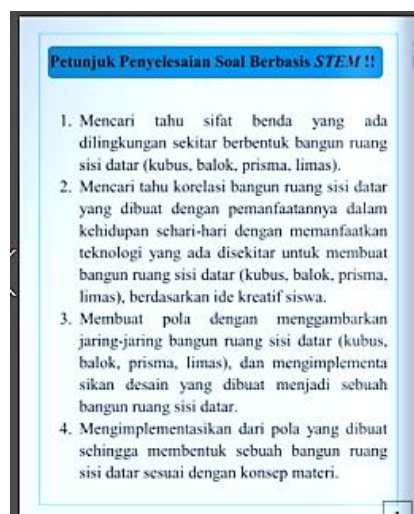 Petunjuk Penyelesaian Soal Berbasis STEM !!
1. Mencari tahu sifat benda yang ada
dilingkungan sekitar berbentuk bangun ruang
sisi datar (kubus, balok, prisma, limas).
2. Mencari tahu korelasi bangun ruang sisi datar
yang dibuat dengan pemanfaatannya dalam
kehidupan sehari-hari dengan memanfaatkan
teknologi yang ada disekitar untuk membuat
bangun ruang sisi datar (kubus, balok, prisma,
limas), berdasarkan ide kreatif siswa.
3. Membuat pola dengan menggambarkan
jaring-jaring bangun ruang sisi datar (kubus,
balok, prisma, limas), dan mengimplementa
sikan desain yang dibuat menjadi sebuah
bangun ruang sisi datar.
4. Mengimplementasikan dari pola yang dibuat
sehingga membentuk sebuah bangun ruang
sisi datar sesuai dengan konsep materi.